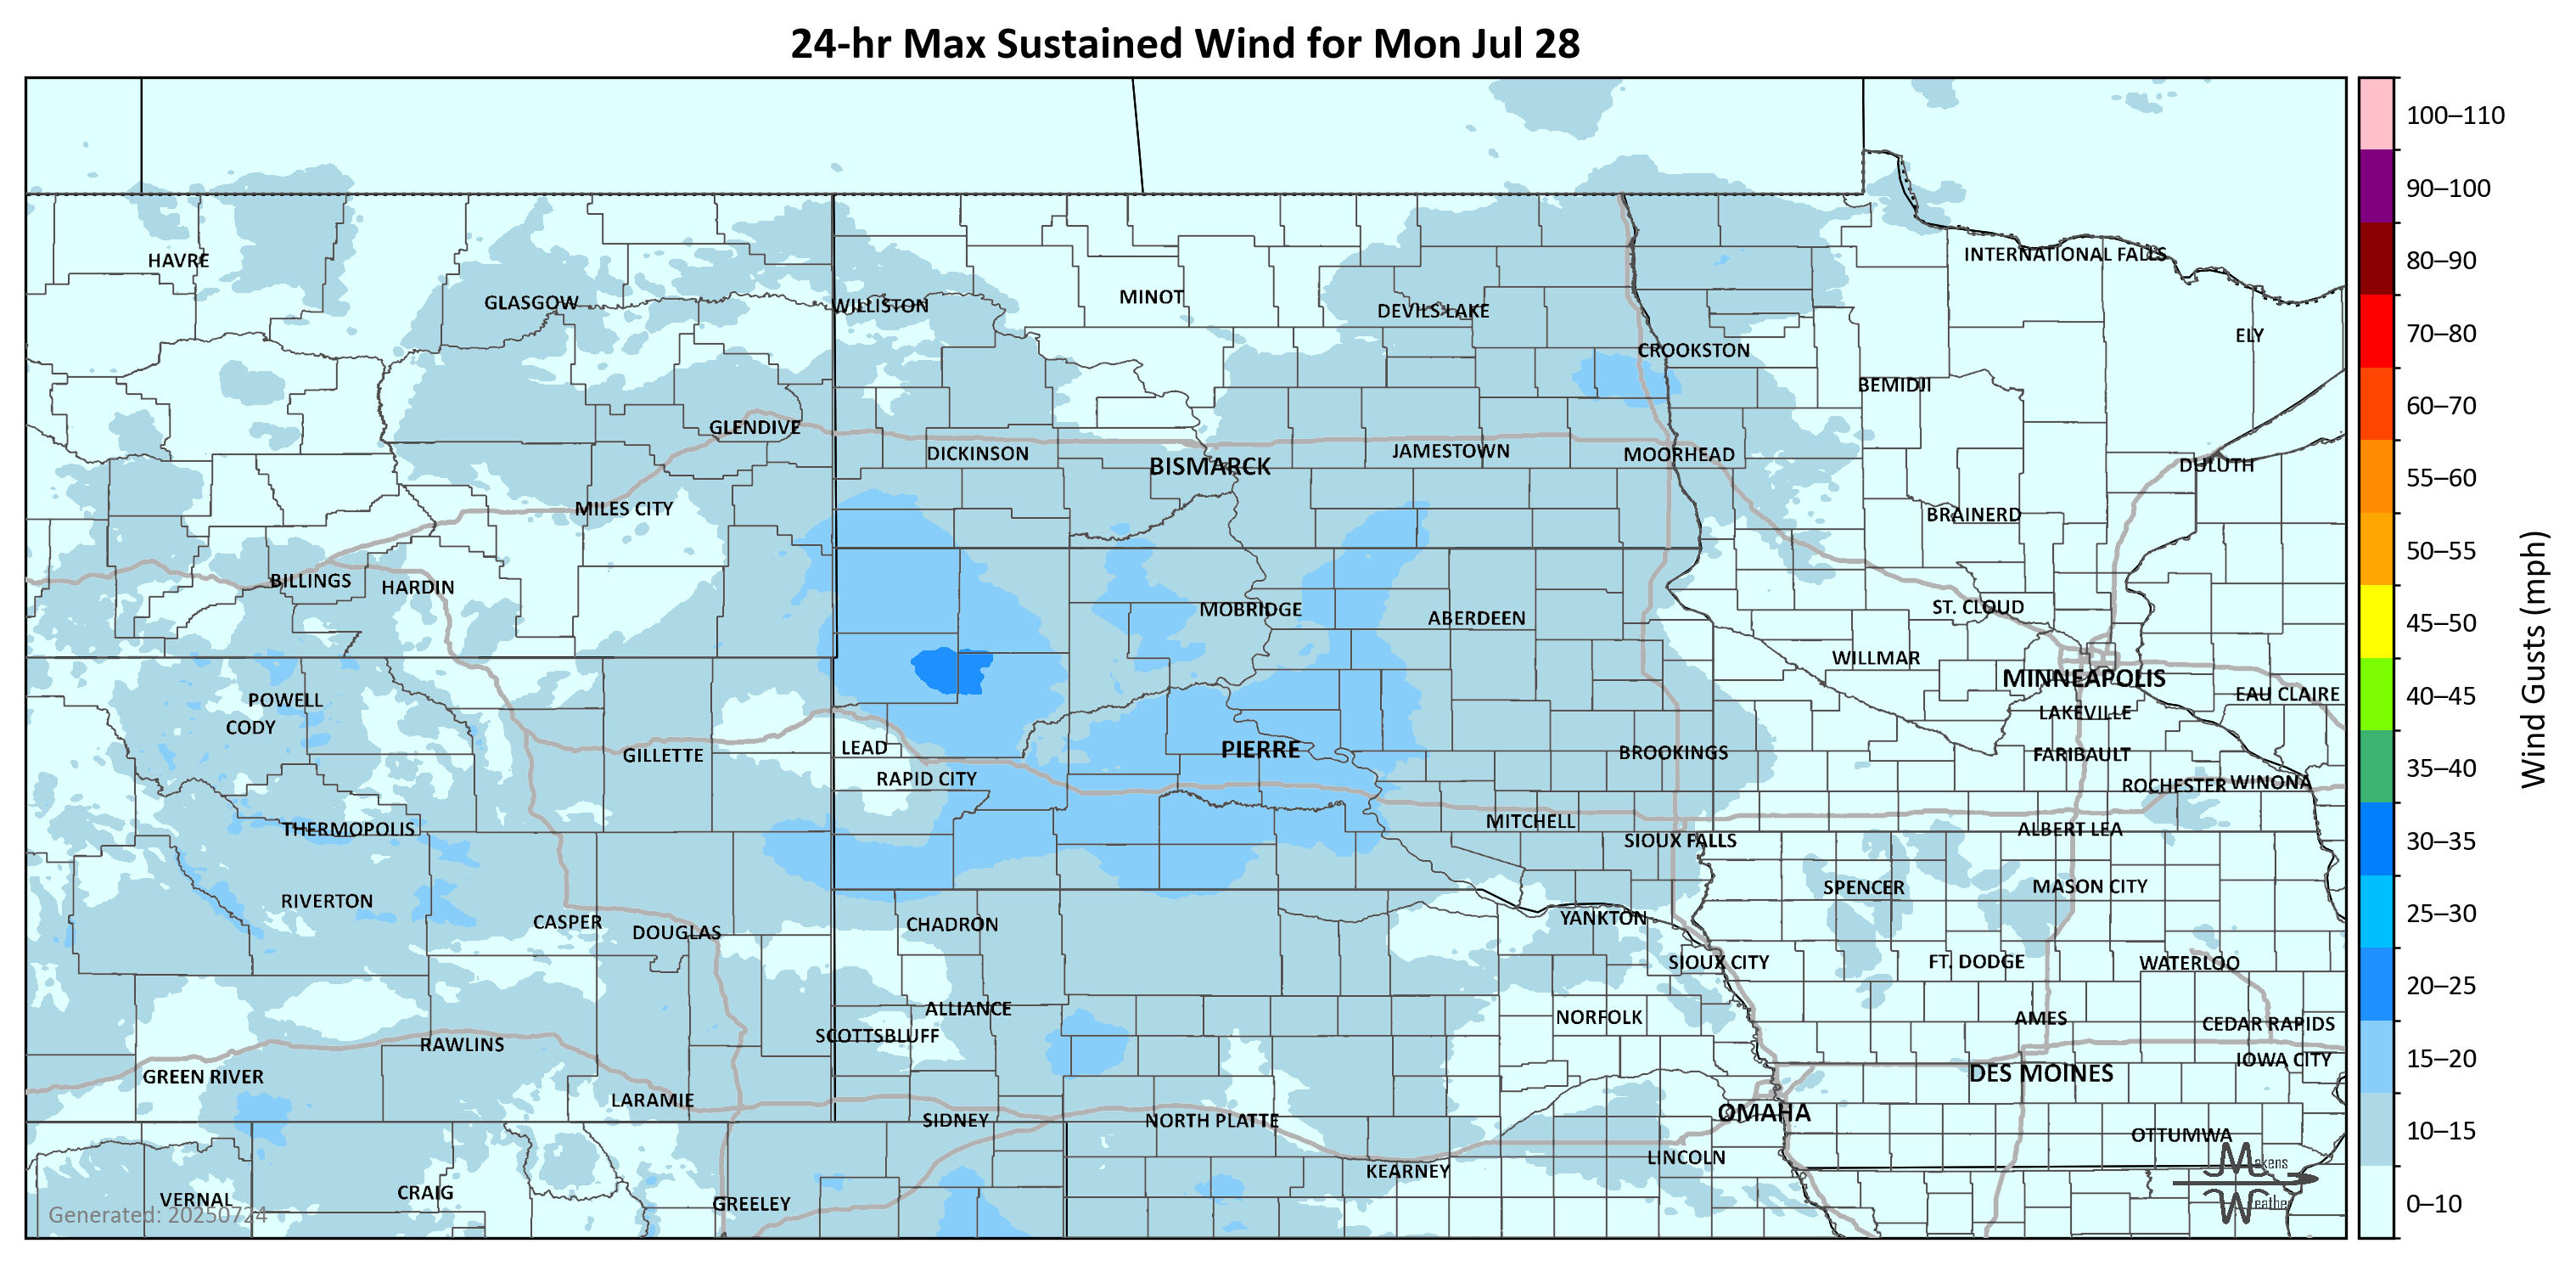 24-hr Max Sustained Wind for Mon Jul 28
100–110
90–100
80–90
70–80
60–70
55–60
50–55
45–50
40–45
35–40
30–35
25–30
20–25
15–20
10–15
0–10
Wind Gusts (mph)
HAVRE
INTERNATIONAL FALLS
GLASGOW
WILLISTON
MINOT
DEVILS LAKE
ELY
CROOKSTON
BEMIDJI
GLENDIVE
DICKINSON
BISMARCK
JAMESTOWN
MOORHEAD
DULUTH
MILES CITY
BRAINERD
BILLINGS
HARDIN
MOBRIDGE
ABERDEEN
ST. CLOUD
WILLMAR
MINNEAPOLIS
EAU CLAIRE
POWELL
CODY
LAKEVILLE
GILLETTE
LEAD
PIERRE
BROOKINGS
FARIBAULT
RAPID CITY
ROCHESTER
WINONA
THERMOPOLIS
MITCHELL
SIOUX FALLS
ALBERT LEA
RIVERTON
SPENCER
MASON CITY
CASPER
DOUGLAS
CHADRON
YANKTON
SIOUX CITY
FT. DODGE
WATERLOO
ALLIANCE
NORFOLK
AMES
CEDAR RAPIDS
SCOTTSBLUFF
RAWLINS
IOWA CITY
GREEN RIVER
DES MOINES
LARAMIE
SIDNEY
NORTH PLATTE
OMAHA
OTTUMWA
KEARNEY
LINCOLN
VERNAL
CRAIG
GREELEY
Generated: 20250724
Makens
Weather